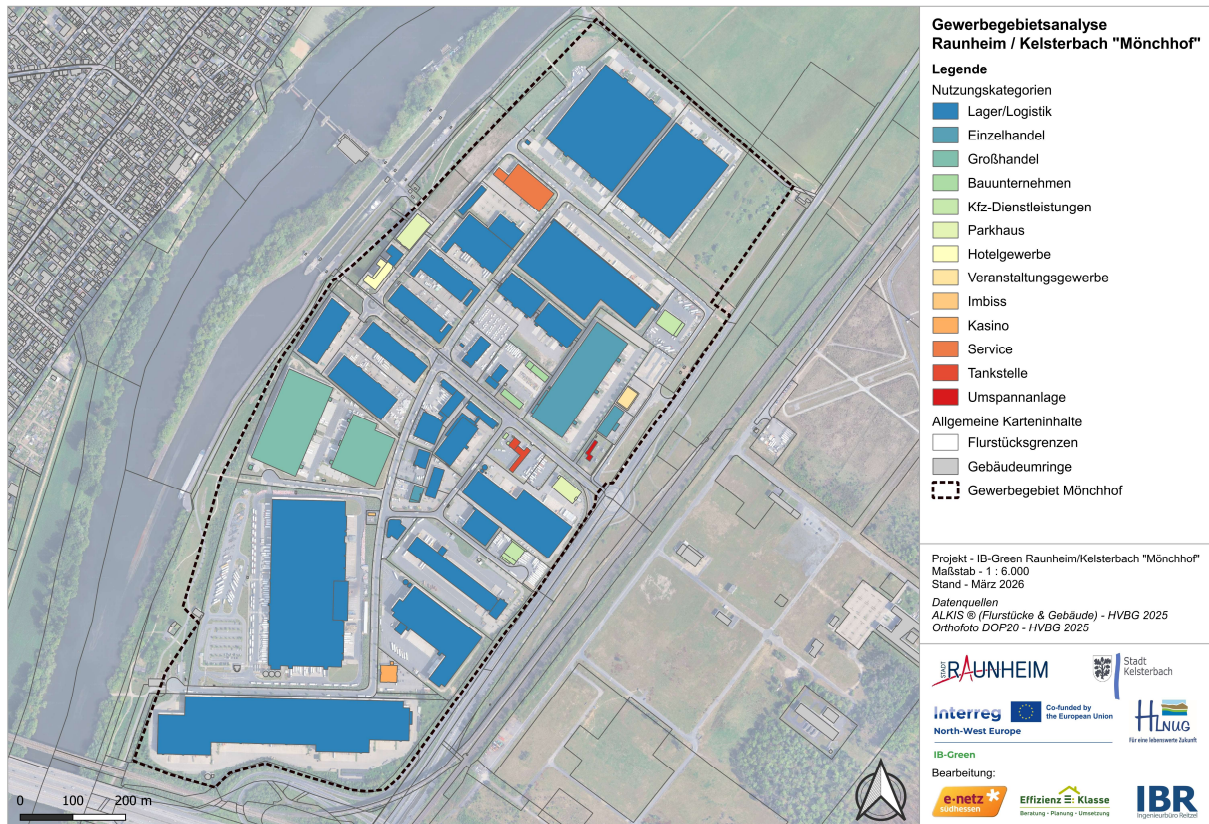 Gewerbegebietsanalyse
Raunheim / Kelsterbach "Mönchhof"
Legende
Nutzungskategorien
Lager/Logistik
Einzelhandel
Großhandel
Bauunternehmen
Kfz-Dienstleistungen
Parkhaus
Hotelgewerbe
Veranstaltungsgewerbe
Imbiss
Kasino
Service
Tankstelle
Umspannanlage
Allgemeine Karteninhalte
Flurstücksgrenzen
Gebäudeumringe
Gewerbegebiet Mönchhof
Projekt - IB-Green Raunheim/Kelsterbach "Mönchhof"
Maßstab - 1 : 6.000
Stand - März 2026
Datenquellen
ALKIS ® (Flurstücke & Gebäude) - HVBG 2025
Orthofoto DOP20 - HVBG 2025
STADT RAUNHEIM
Stadt
Kelsterbach
Interreg
Co-funded by
the European Union
North-West Europe
HLNUG
Für eine lebenswerte Zukunft
IB-Green
Bearbeitung:
e-netz
südhessen
Effizienz Klasse
Beratung - Planung - Umsetzung
IBR
Ingenieurbüro Reitzel
0 100 200 m